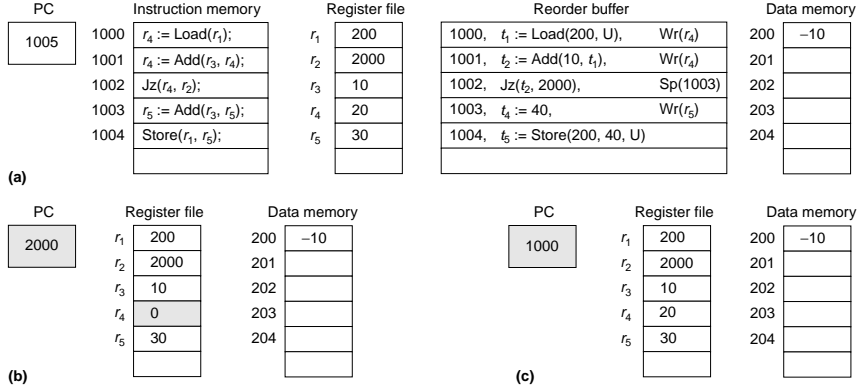 PC Instruction memory Register file Reorder buffer Data memory
1005 1000 r4 := Load(r1); r1 200 1000, t1 := Load(200, U), Wr(r4) 200 −10
1001 r4 := Add(r3, r4); r2 2000 1001, t2 := Add(10, t1), Wr(r4) 201
1002 Jz(r4, r2); r3 10 1002, Jz(t2, 2000), Sp(1003) 202
1003 r5 := Add(r3, r5); r4 20 1003, t4 := 40, Wr(r5) 203
1004 Store(r1, r5); r5 30 1004, t5 := Store(200, 40, U) 204
(a)
PC Register file Data memory PC Register file Data memory
2000 r1 200 200 −10 1000 r1 200 200 −10
r2 2000 201 r2 2000 201
r3 10 202 r3 10 202
r4 0 203 r4 20 203
r5 30 204 r5 30 204
(b) (c)